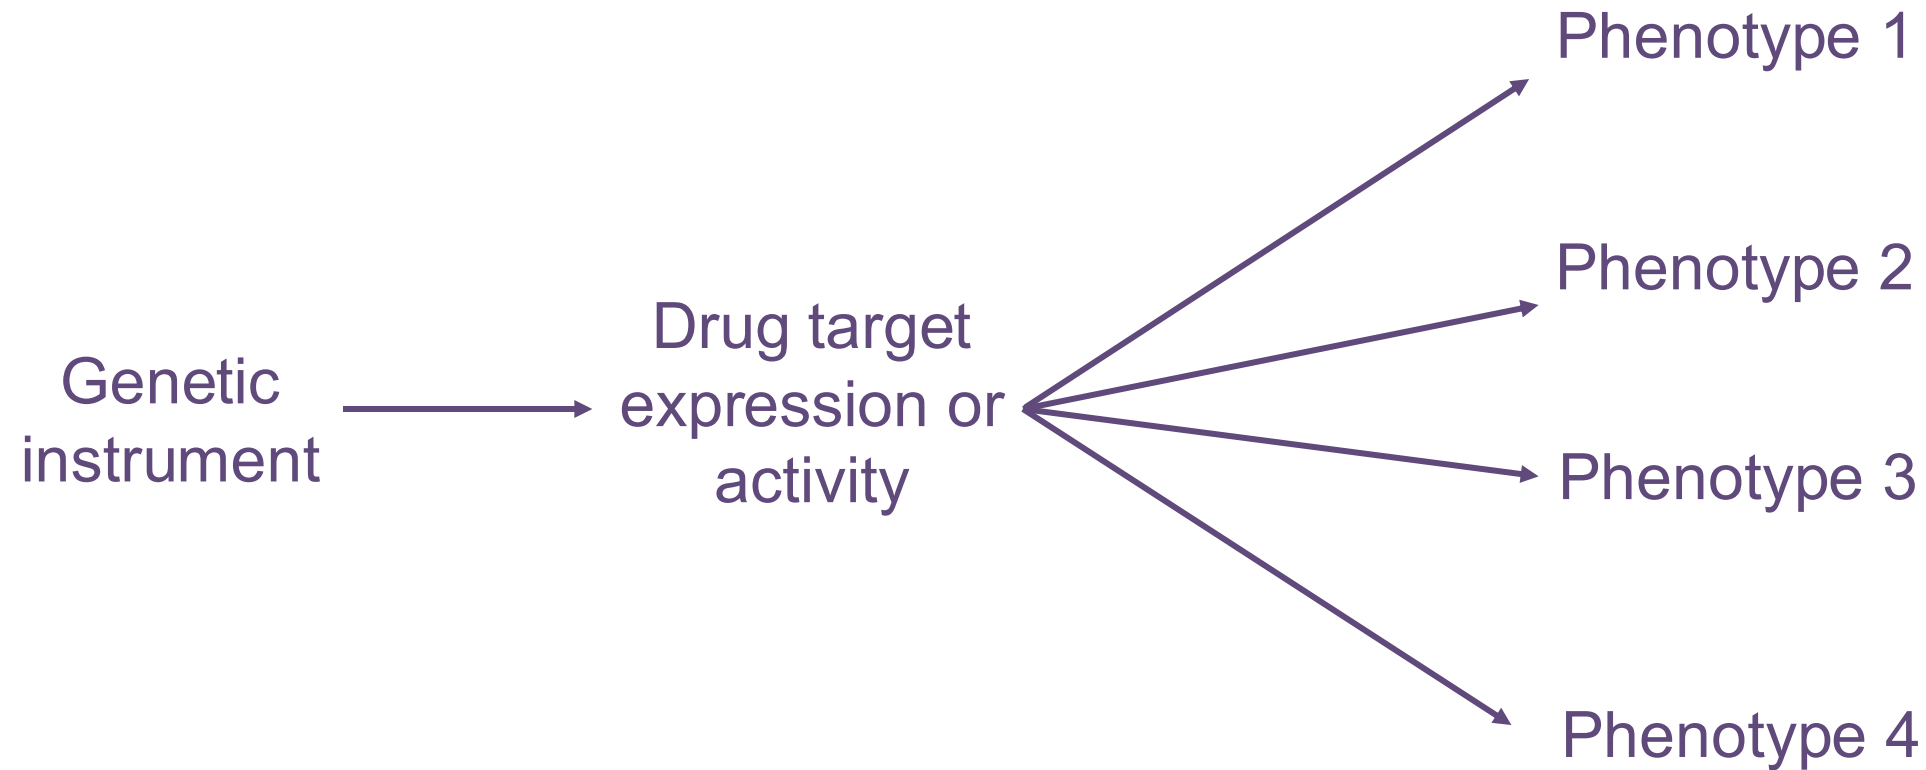 Genetic
instrument
Drug target
expression or
activity
Phenotype 1
Phenotype 2
Phenotype 3
Phenotype 4